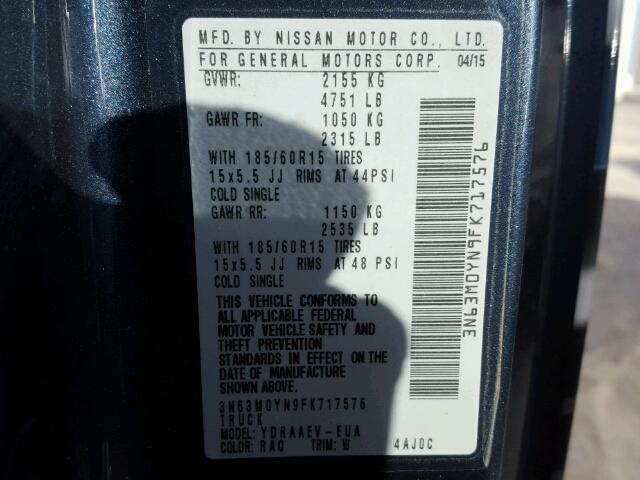 MFD. BY NISSAN MOTOR CO., LTD.
FOR GENERAL MOTORS CORP. 04/15
GVWR: 2155 KG
4751 LB
GAWR FR: 1050 KG
2315 LB
WITH 185/60R15 TIRES
15x5.5 JJ RIMS AT 44PSI
COLD SINGLE
GAWR RR: 1150 KG
2535 LB
WITH 185/60R15 TIRES
15x5.5 JJ RIMS AT 48 PSI
COLD SINGLE
THIS VEHICLE CONFORMS TO
ALL APPLICABLE FEDERAL
MOTOR VEHICLE SAFETY AND
THEFT PREVENTION
STANDARDS IN EFFECT ON THE
DATE OF MANUFACTURE
SHOWN ABOVE.
3N63M0YN9FK717576
TRUCK
MODEL: YDRAAEV-EUA
COLOR: RAQ TRIM: W 4AJ0C
3N63M0YN9FK717576